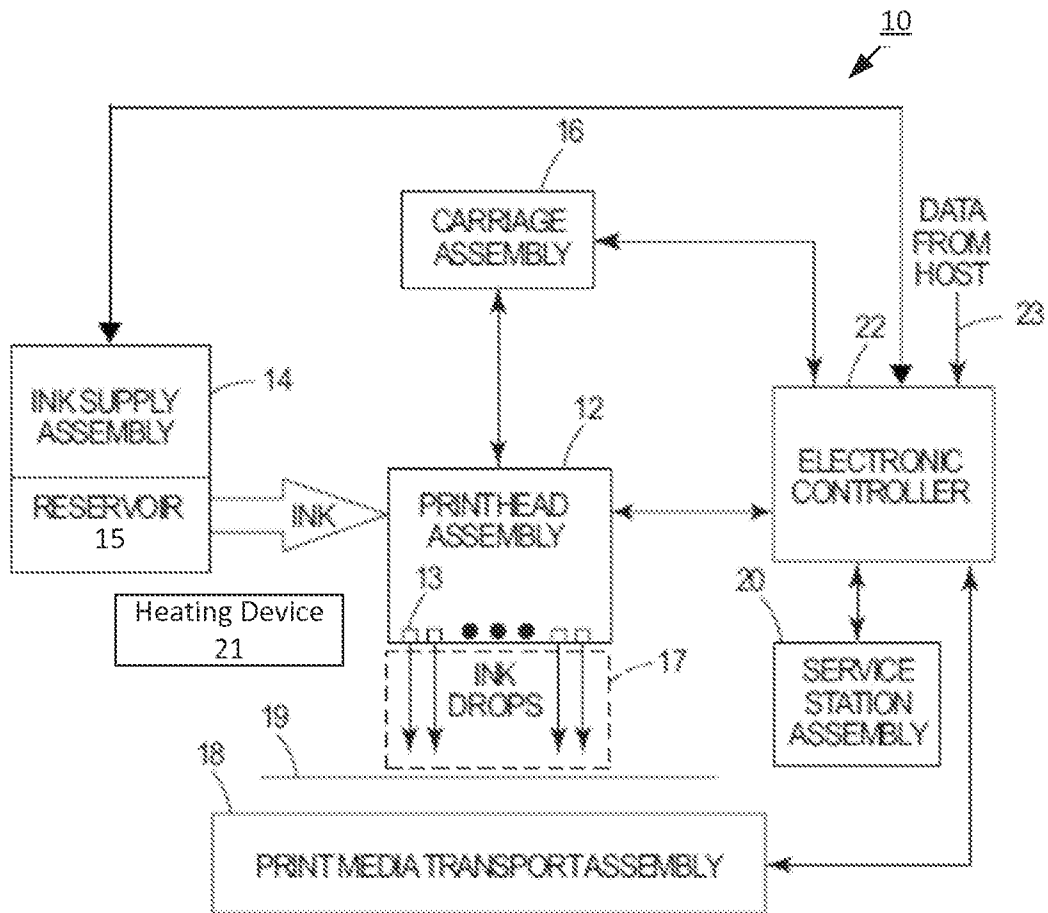 10
16
CARRIAGE
ASSEMBLY
DATA
FROM
HOST
23
22
14
INK SUPPLY
ASSEMBLY
12
ELECTRONIC
CONTROLLER
RESERVOIR
15
INK
PRINTHEAD
ASSEMBLY
13
20
Heating Device
21
17
INK
DROPS
SERVICE
STATION
ASSEMBLY
19
18
PRINT MEDIA TRANSPORT ASSEMBLY